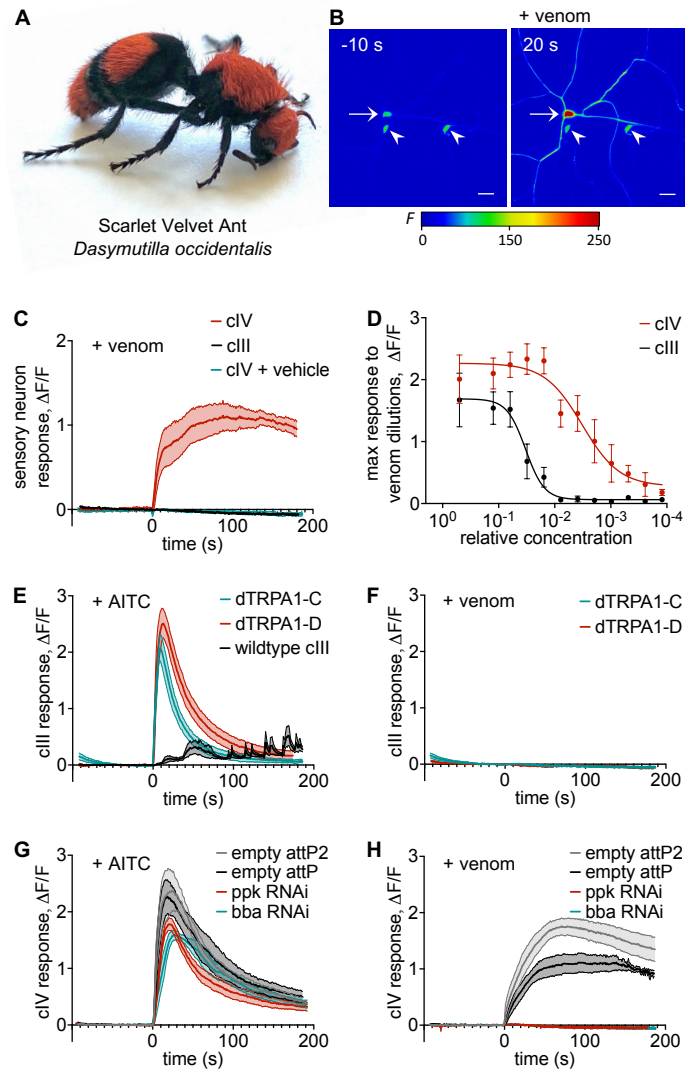 A
Scarlet Velvet Ant
Dasymutilla occidentalis
B
+ venom
-10 s
20 s
F
0
150
250
C
+ venom
cIV
cIII
cIV + vehicle
sensory neuron
response, ΔF/F
2
1
0
0
100
200
time (s)
D
cIV
cIII
max response to
venom dilutions, ΔF/F
3
2
1
0
10⁰
10⁻¹
10⁻²
10⁻³
10⁻⁴
relative concentration
E
+ AITC
dTRPA1-C
dTRPA1-D
wildtype cIII
cIII response, ΔF/F
3
2
1
0
0
100
200
time (s)
F
+ venom
dTRPA1-C
dTRPA1-D
cIII response, ΔF/F
3
2
1
0
0
100
200
time (s)
G
+ AITC
empty attP2
empty attP
ppk RNAi
bba RNAi
cIV response, ΔF/F
3
2
1
0
0
100
200
time (s)
H
+ venom
empty attP2
empty attP
ppk RNAi
bba RNAi
cIV response, ΔF/F
3
2
1
0
0
100
200
time (s)